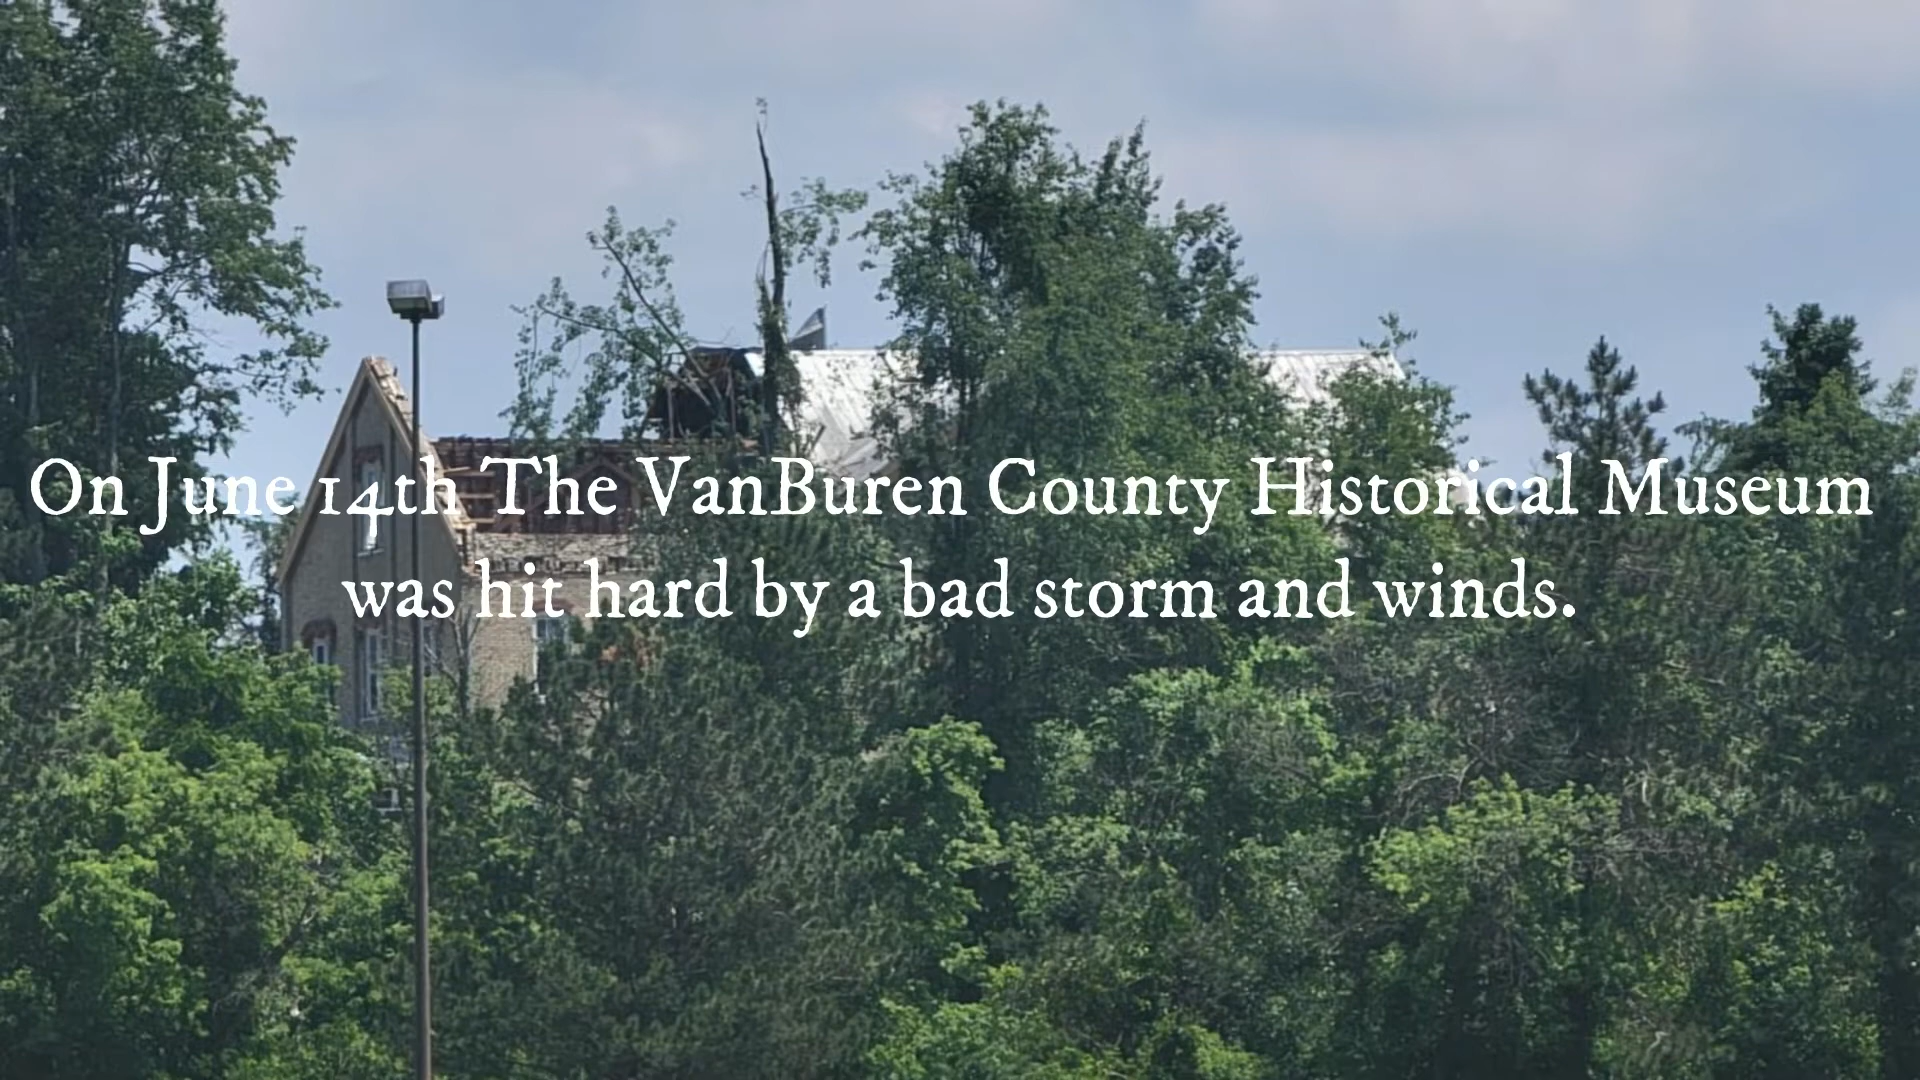 On June 14th The VanBuren County Historical Museum
was hit hard by a bad storm and winds.